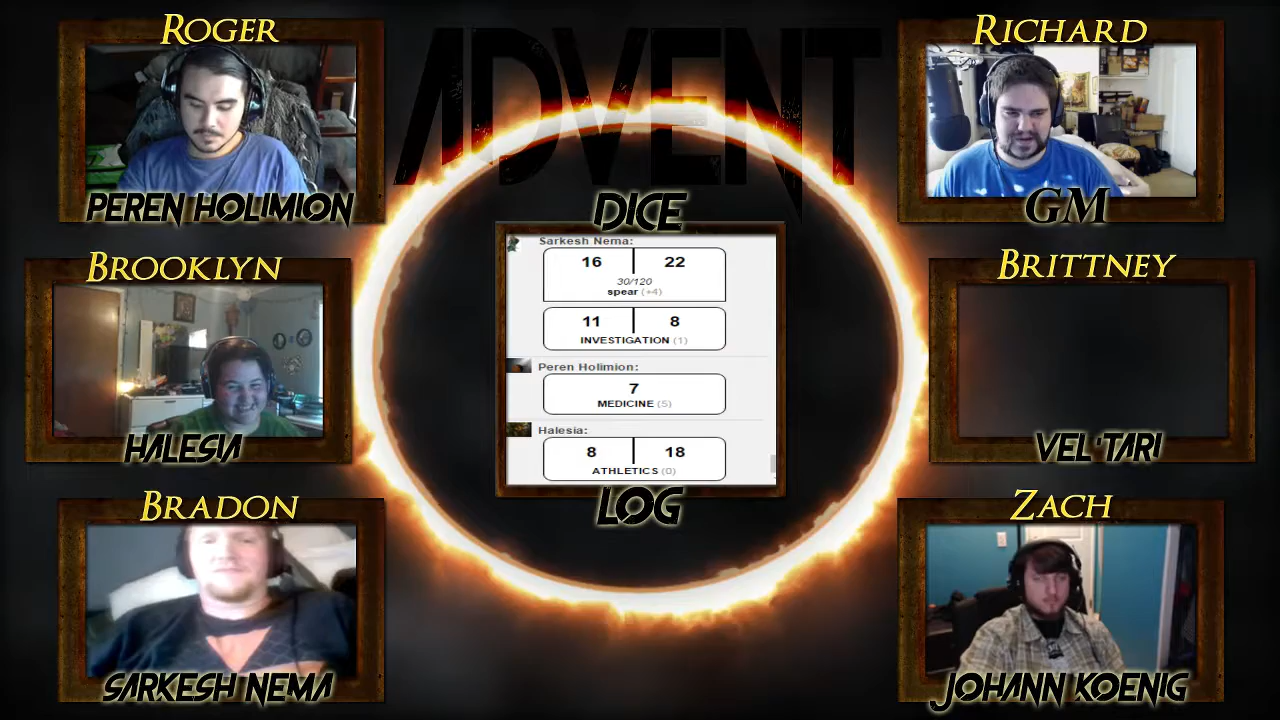 ADVENT
Roger
PEREN HOLIMION
Richard
GM
Brooklyn
HALESIA
Brittney
VEL'TARI
Bradon
SARKESH NEMA
Zach
JOHANN KOENIG
DICE
Sarkesh Nema:
16 22
30/120
spear (+4)
11 8
INVESTIGATION (1)
Peren Holimion:
7
MEDICINE (5)
Halesia:
8 18
ATHLETICS (0)
LOG